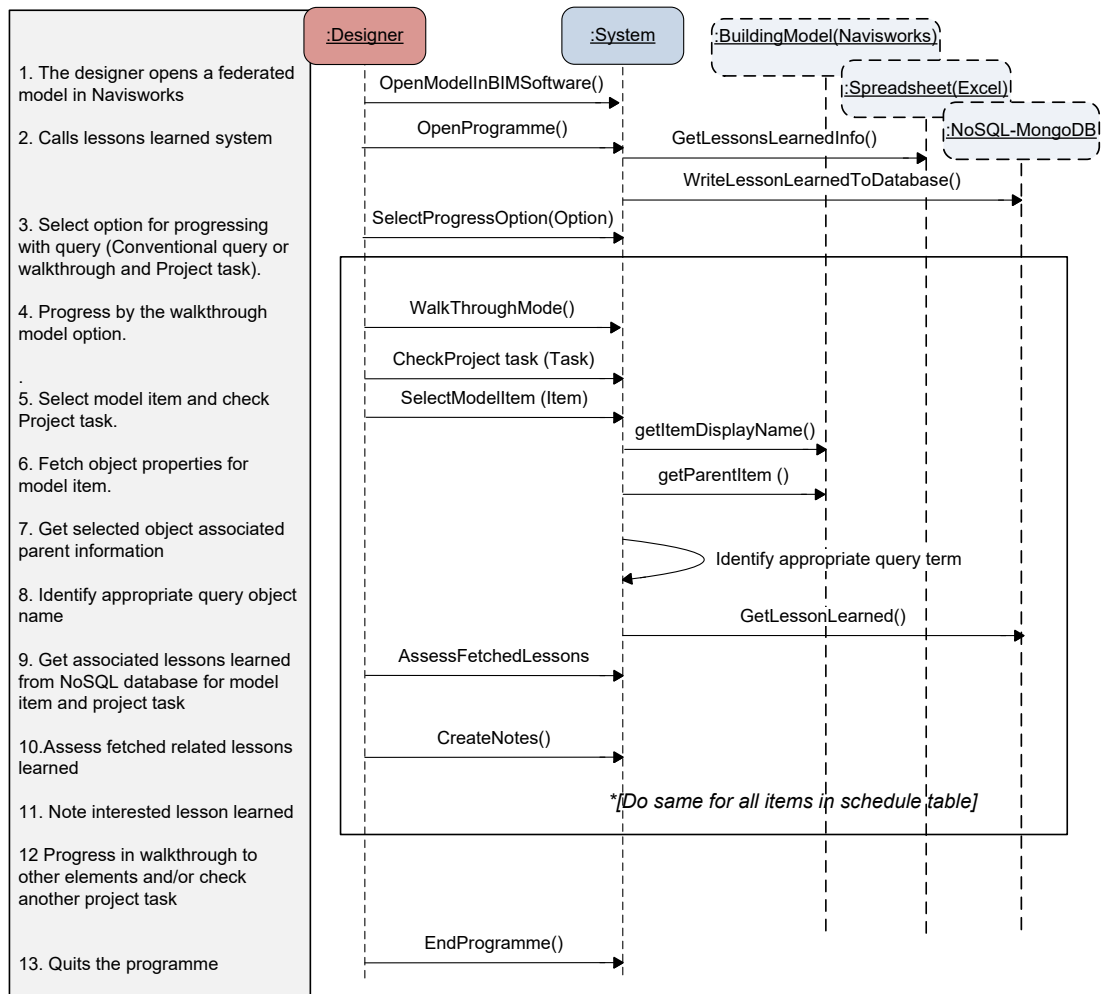 :Designer
:System
:BuildingModel(Navisworks)
:Spreadsheet(Excel)
:NoSQL-MongoDB
1. The designer opens a federated
model in Navisworks
2. Calls lessons learned system
3. Select option for progressing
with query (Conventional query or
walkthrough and Project task).
4. Progress by the walkthrough
model option.
.
5. Select model item and check
Project task.
6. Fetch object properties for
model item.
7. Get selected object associated
parent information
8. Identify appropriate query object
name
9. Get associated lessons learned
from NoSQL database for model
item and project task
10.Assess fetched related lessons
learned
11. Note interested lesson learned
12 Progress in walkthrough to
other elements and/or check
another project task
13. Quits the programme
OpenModelInBIMSoftware()
OpenProgramme()
GetLessonsLearnedInfo()
WriteLessonLearnedToDatabase()
SelectProgressOption(Option)
WalkThroughMode()
CheckProject task (Task)
SelectModelItem (Item)
getItemDisplayName()
getParentItem ()
Identify appropriate query term
GetLessonLearned()
AssessFetchedLessons
CreateNotes()
*[Do same for all items in schedule table]
EndProgramme()